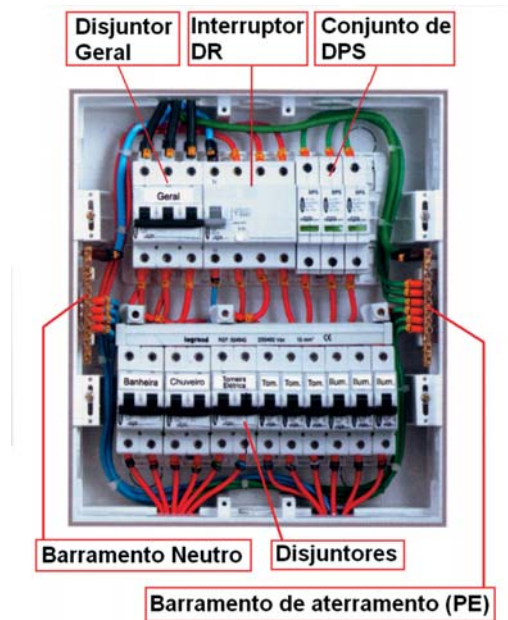 Disjuntor
Geral
Interruptor
DR
Conjunto de
DPS
Geral
DPS
DPS
DPS
legrand
Banheira
Chuveiro
Torneira
Elétrica
Tom.
Tom.
Tom.
Ilum.
Ilum.
Ilum.
Barramento Neutro
Disjuntores
Barramento de aterramento (PE)